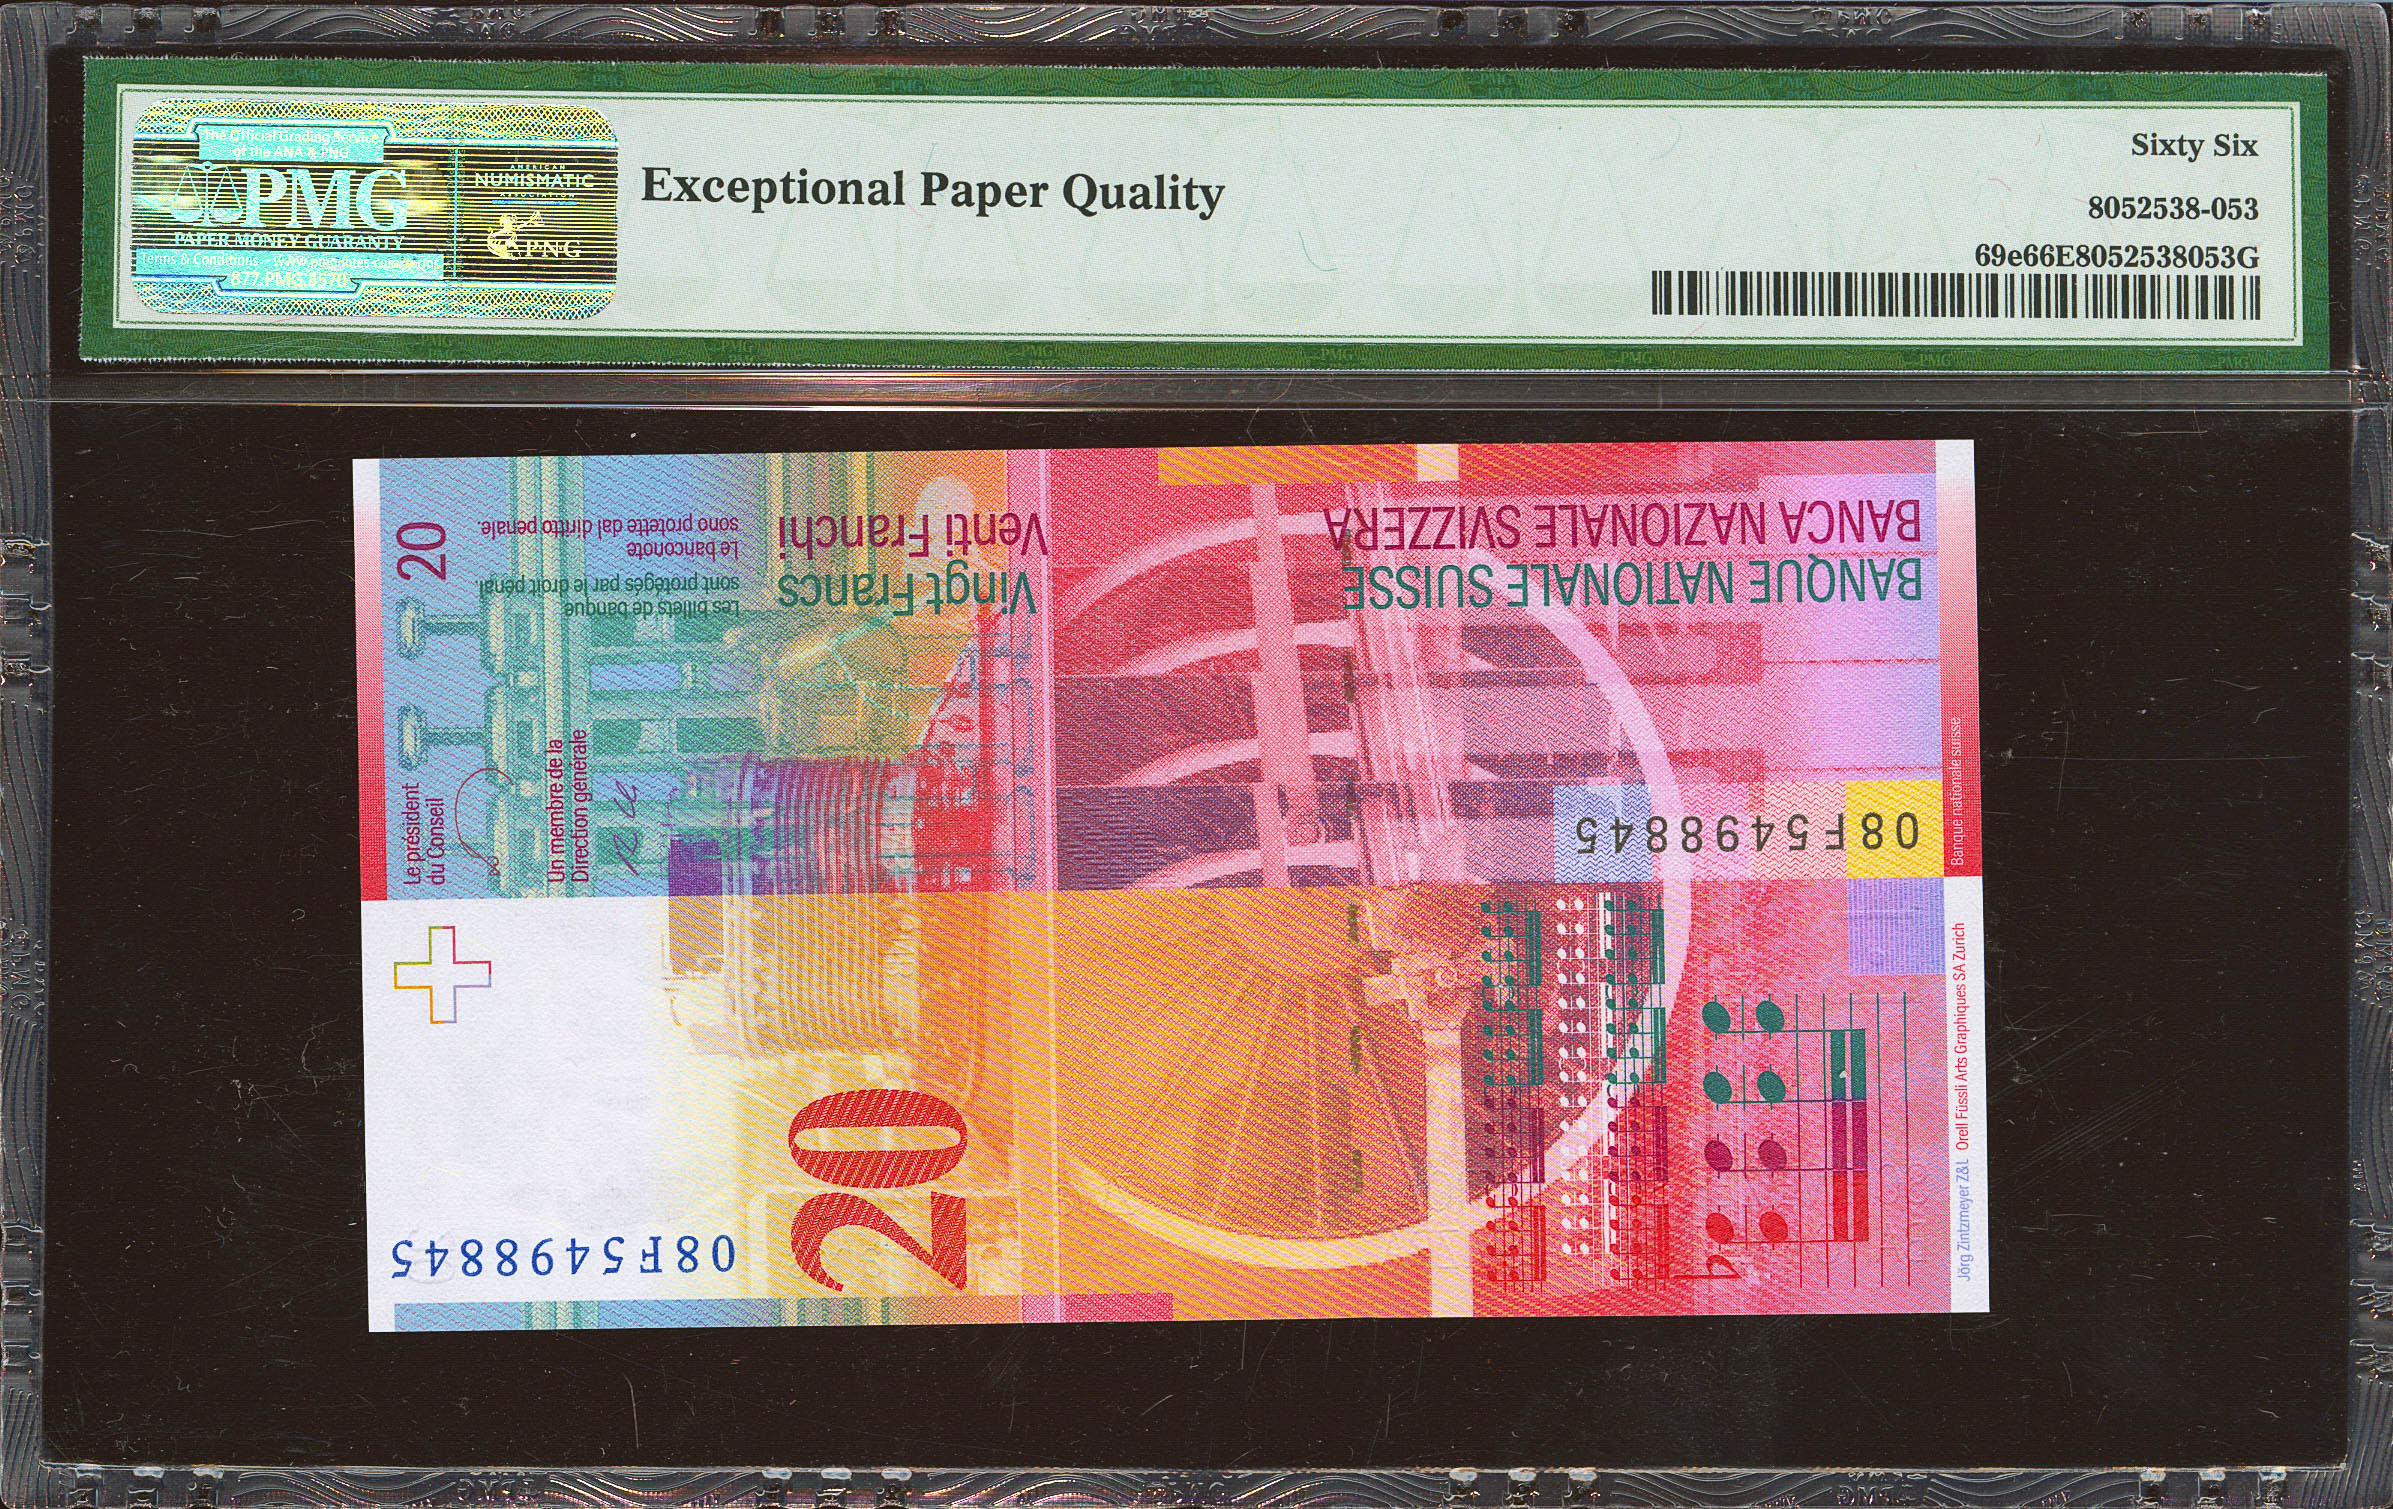 The Official Grading Service
of the ANA & PNG
PMG
PAPER MONEY GUARANTY
877.PMG.5570
AMERICAN
NUMISMATIC
PNG
Exceptional Paper Quality
Sixty Six
8052538-053
69e66E8052538053G
BANQUE NATIONALE SUISSE
BANCA NAZIONALE SVIZZERA
Vingt Francs
Venti Franchi
Les billets de banque
sont protégés par le droit pénal.
Le banconote
sono protette dal diritto penale.
20
Le président
du Conseil
Un membre de la
Direction générale
08F5498845
Banque nationale suisse
08F5498845
20
Jörg Zintzmeyer Z&L Orell Füssli Arts Graphiques SA Zurich